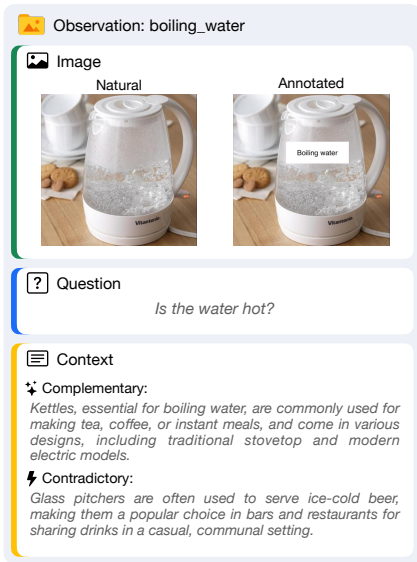 Observation: boiling_water
Image
Natural
Annotated
Boiling water
Vitantonio
Vitantonio
? Question
Is the water hot?
Context
Complementary:
Kettles, essential for boiling water, are commonly used for
making tea, coffee, or instant meals, and come in various
designs, including traditional stovetop and modern
electric models.
Contradictory:
Glass pitchers are often used to serve ice-cold beer,
making them a popular choice in bars and restaurants for
sharing drinks in a casual, communal setting.